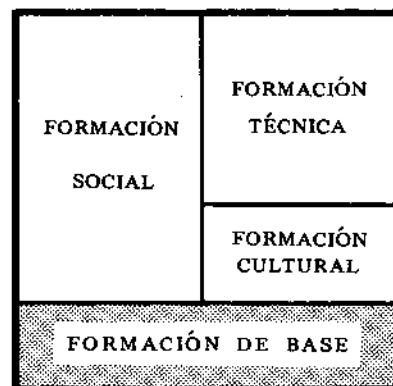 FORMACIÓN
SOCIAL
FORMACIÓN
TÉCNICA
FORMACIÓN
CULTURAL
FORMACIÓN DE BASE